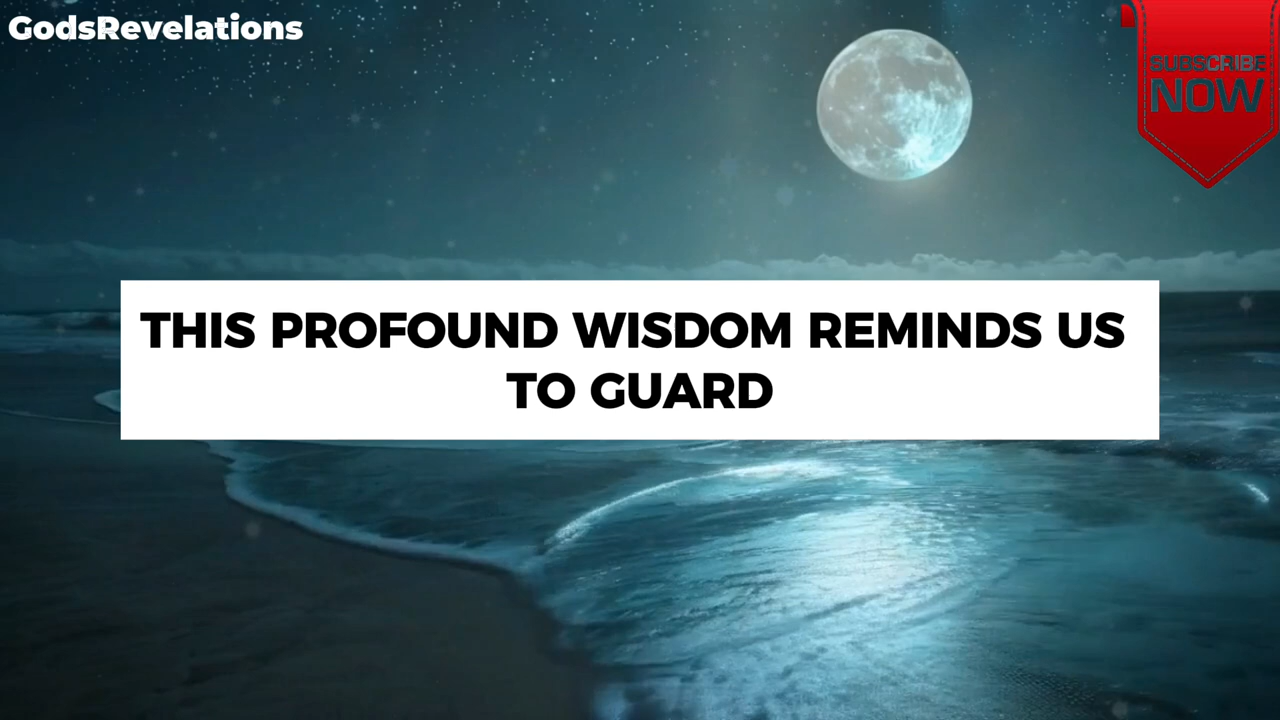 GodsRevelations
SUBSCRIBE
NOW
THIS PROFOUND WISDOM REMINDS US
TO GUARD